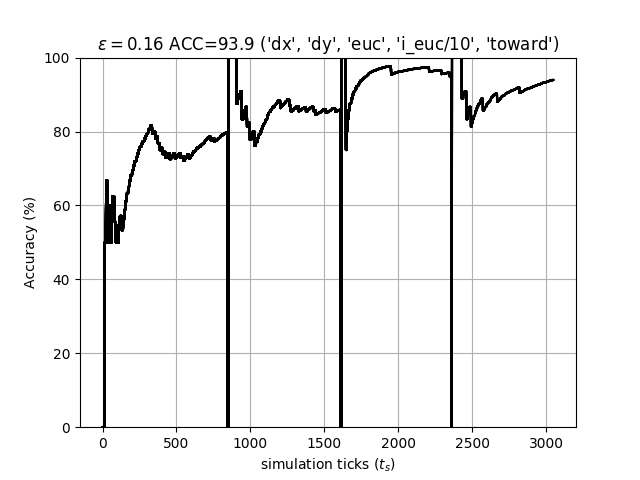 ε = 0.16 ACC=93.9 ('dx', 'dy', 'euc', 'i_euc/10', 'toward')
100
80
60
40
20
0
Accuracy (%)
0 500 1000 1500 2000 2500 3000
simulation ticks (tₛ)